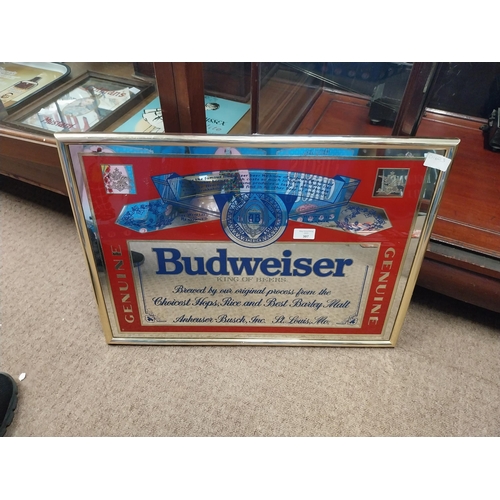 GENUINE
Budweiser
KING OF BEERS
Brewed by our original process from the
Choicest Hops, Rice and Best Barley Malt
Anheuser-Busch, Inc. St. Louis, Mo.
GENUINE